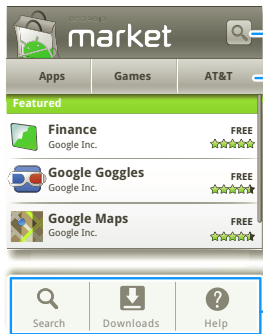 android
market
Apps Games AT&T
Featured
Finance FREE
Google Inc.
Google Goggles FREE
Google Inc.
Google Maps FREE
Google Inc.
Search Downloads Help